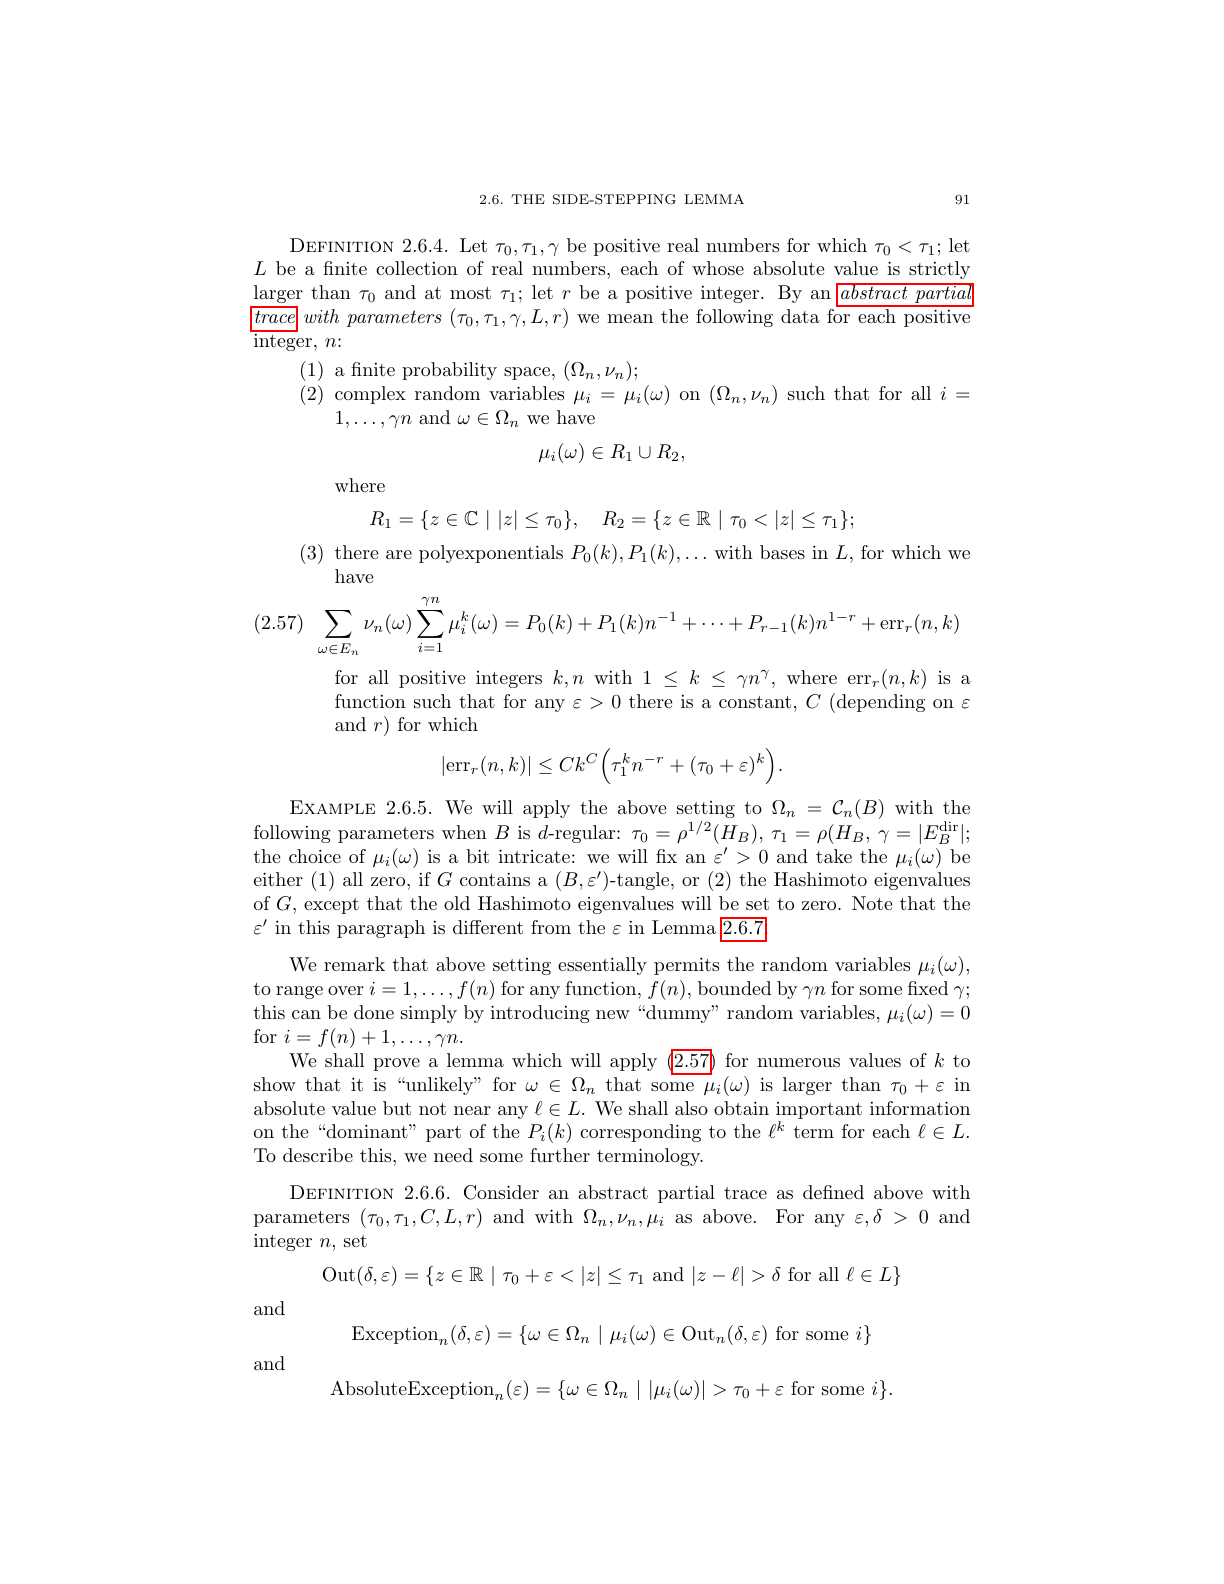 2.6. THE SIDE-STEPPING LEMMA 91
DEFINITION 2.6.4. Let τ₀, τ₁, γ be positive real numbers for which τ₀ < τ₁; let
L be a finite collection of real numbers, each of whose absolute value is strictly
larger than τ₀ and at most τ₁; let r be a positive integer. By an abstract partial
trace with parameters (τ₀, τ₁, γ, L, r) we mean the following data for each positive
integer, n:
(1) a finite probability space, (Ωₙ, νₙ);
(2) complex random variables μᵢ = μᵢ(ω) on (Ωₙ, νₙ) such that for all i =
1, . . . , γn and ω ∈ Ωₙ we have
μᵢ(ω) ∈ R₁ ∪ R₂,
where
R₁ = {z ∈ ℂ | |z| ≤ τ₀}, R₂ = {z ∈ ℝ | τ₀ < |z| ≤ τ₁};
(3) there are polyexponentials P₀(k), P₁(k), . . . with bases in L, for which we
have
(2.57) ∑_{ω∈Eₙ} νₙ(ω) ∑_{i=1}^{γn} μᵢᵏ(ω) = P₀(k) + P₁(k)n⁻¹ + · · · + P_{r−1}(k)n^{1−r} + errᵣ(n, k)
for all positive integers k, n with 1 ≤ k ≤ γn^γ, where errᵣ(n, k) is a
function such that for any ε > 0 there is a constant, C (depending on ε
and r) for which
|errᵣ(n, k)| ≤ Ck^C (τ₁ᵏn⁻ʳ + (τ₀ + ε)ᵏ).
EXAMPLE 2.6.5. We will apply the above setting to Ωₙ = 𝒞ₙ(B) with the
following parameters when B is d-regular: τ₀ = ρ^{1/2}(H_B), τ₁ = ρ(H_B, γ = |E_B^{dir}|;
the choice of μᵢ(ω) is a bit intricate: we will fix an ε′ > 0 and take the μᵢ(ω) be
either (1) all zero, if G contains a (B, ε′)-tangle, or (2) the Hashimoto eigenvalues
of G, except that the old Hashimoto eigenvalues will be set to zero. Note that the
ε′ in this paragraph is different from the ε in Lemma 2.6.7
We remark that above setting essentially permits the random variables μᵢ(ω),
to range over i = 1, . . . , f(n) for any function, f(n), bounded by γn for some fixed γ;
this can be done simply by introducing new “dummy” random variables, μᵢ(ω) = 0
for i = f(n) + 1, . . . , γn.
We shall prove a lemma which will apply (2.57) for numerous values of k to
show that it is “unlikely” for ω ∈ Ωₙ that some μᵢ(ω) is larger than τ₀ + ε in
absolute value but not near any ℓ ∈ L. We shall also obtain important information
on the “dominant” part of the Pᵢ(k) corresponding to the ℓᵏ term for each ℓ ∈ L.
To describe this, we need some further terminology.
DEFINITION 2.6.6. Consider an abstract partial trace as defined above with
parameters (τ₀, τ₁, C, L, r) and with Ωₙ, νₙ, μᵢ as above. For any ε, δ > 0 and
integer n, set
Out(δ, ε) = {z ∈ ℝ | τ₀ + ε < |z| ≤ τ₁ and |z − ℓ| > δ for all ℓ ∈ L}
and
Exceptionₙ(δ, ε) = {ω ∈ Ωₙ | μᵢ(ω) ∈ Outₙ(δ, ε) for some i}
and
AbsoluteExceptionₙ(ε) = {ω ∈ Ωₙ | |μᵢ(ω)| > τ₀ + ε for some i}.